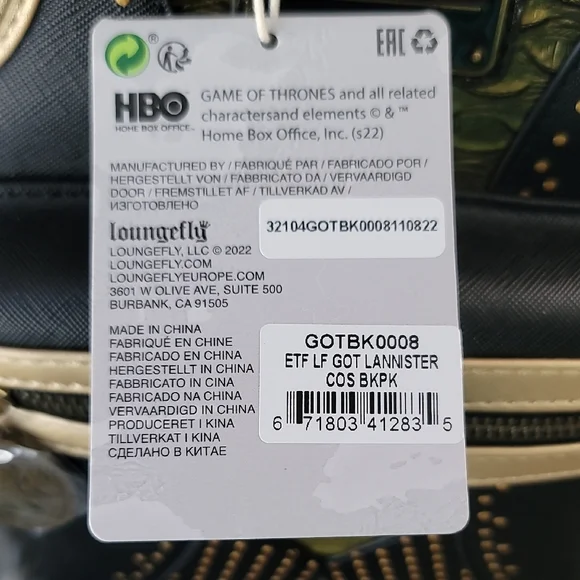 EAC
HBO
HOME BOX OFFICE™
GAME OF THRONES and all related
charactersand elements © & ™
Home Box Office, Inc. (s22)
MANUFACTURED BY / FABRIQUÉ PAR / FABRICADO POR /
HERGESTELLT VON / FABBRICATO DA / VERVAARDIGD
DOOR / FREMSTILLET AF / TILLVERKAD AV /
ИЗГОТОВЛЕНО
32104GOTBK0008110822
loungefly
LOUNGEFLY, LLC © 2022
LOUNGEFLY.COM
LOUNGEFLYEUROPE.COM
3601 W OLIVE AVE, SUITE 500
BURBANK, CA 91505
MADE IN CHINA
FABRIQUÉ EN CHINE
FABRICADO EN CHINA
HERGESTELLT IN CHINA
FABBRICATO IN CINA
FABRICADO NA CHINA
VERVAARDIGD IN CHINA
PRODUCERET I KINA
TILLVERKAT I KINA
СДЕЛАНО В КИТАЕ
GOTBK0008
ETF LF GOT LANNISTER
COS BKPK
6 71803 41283 5